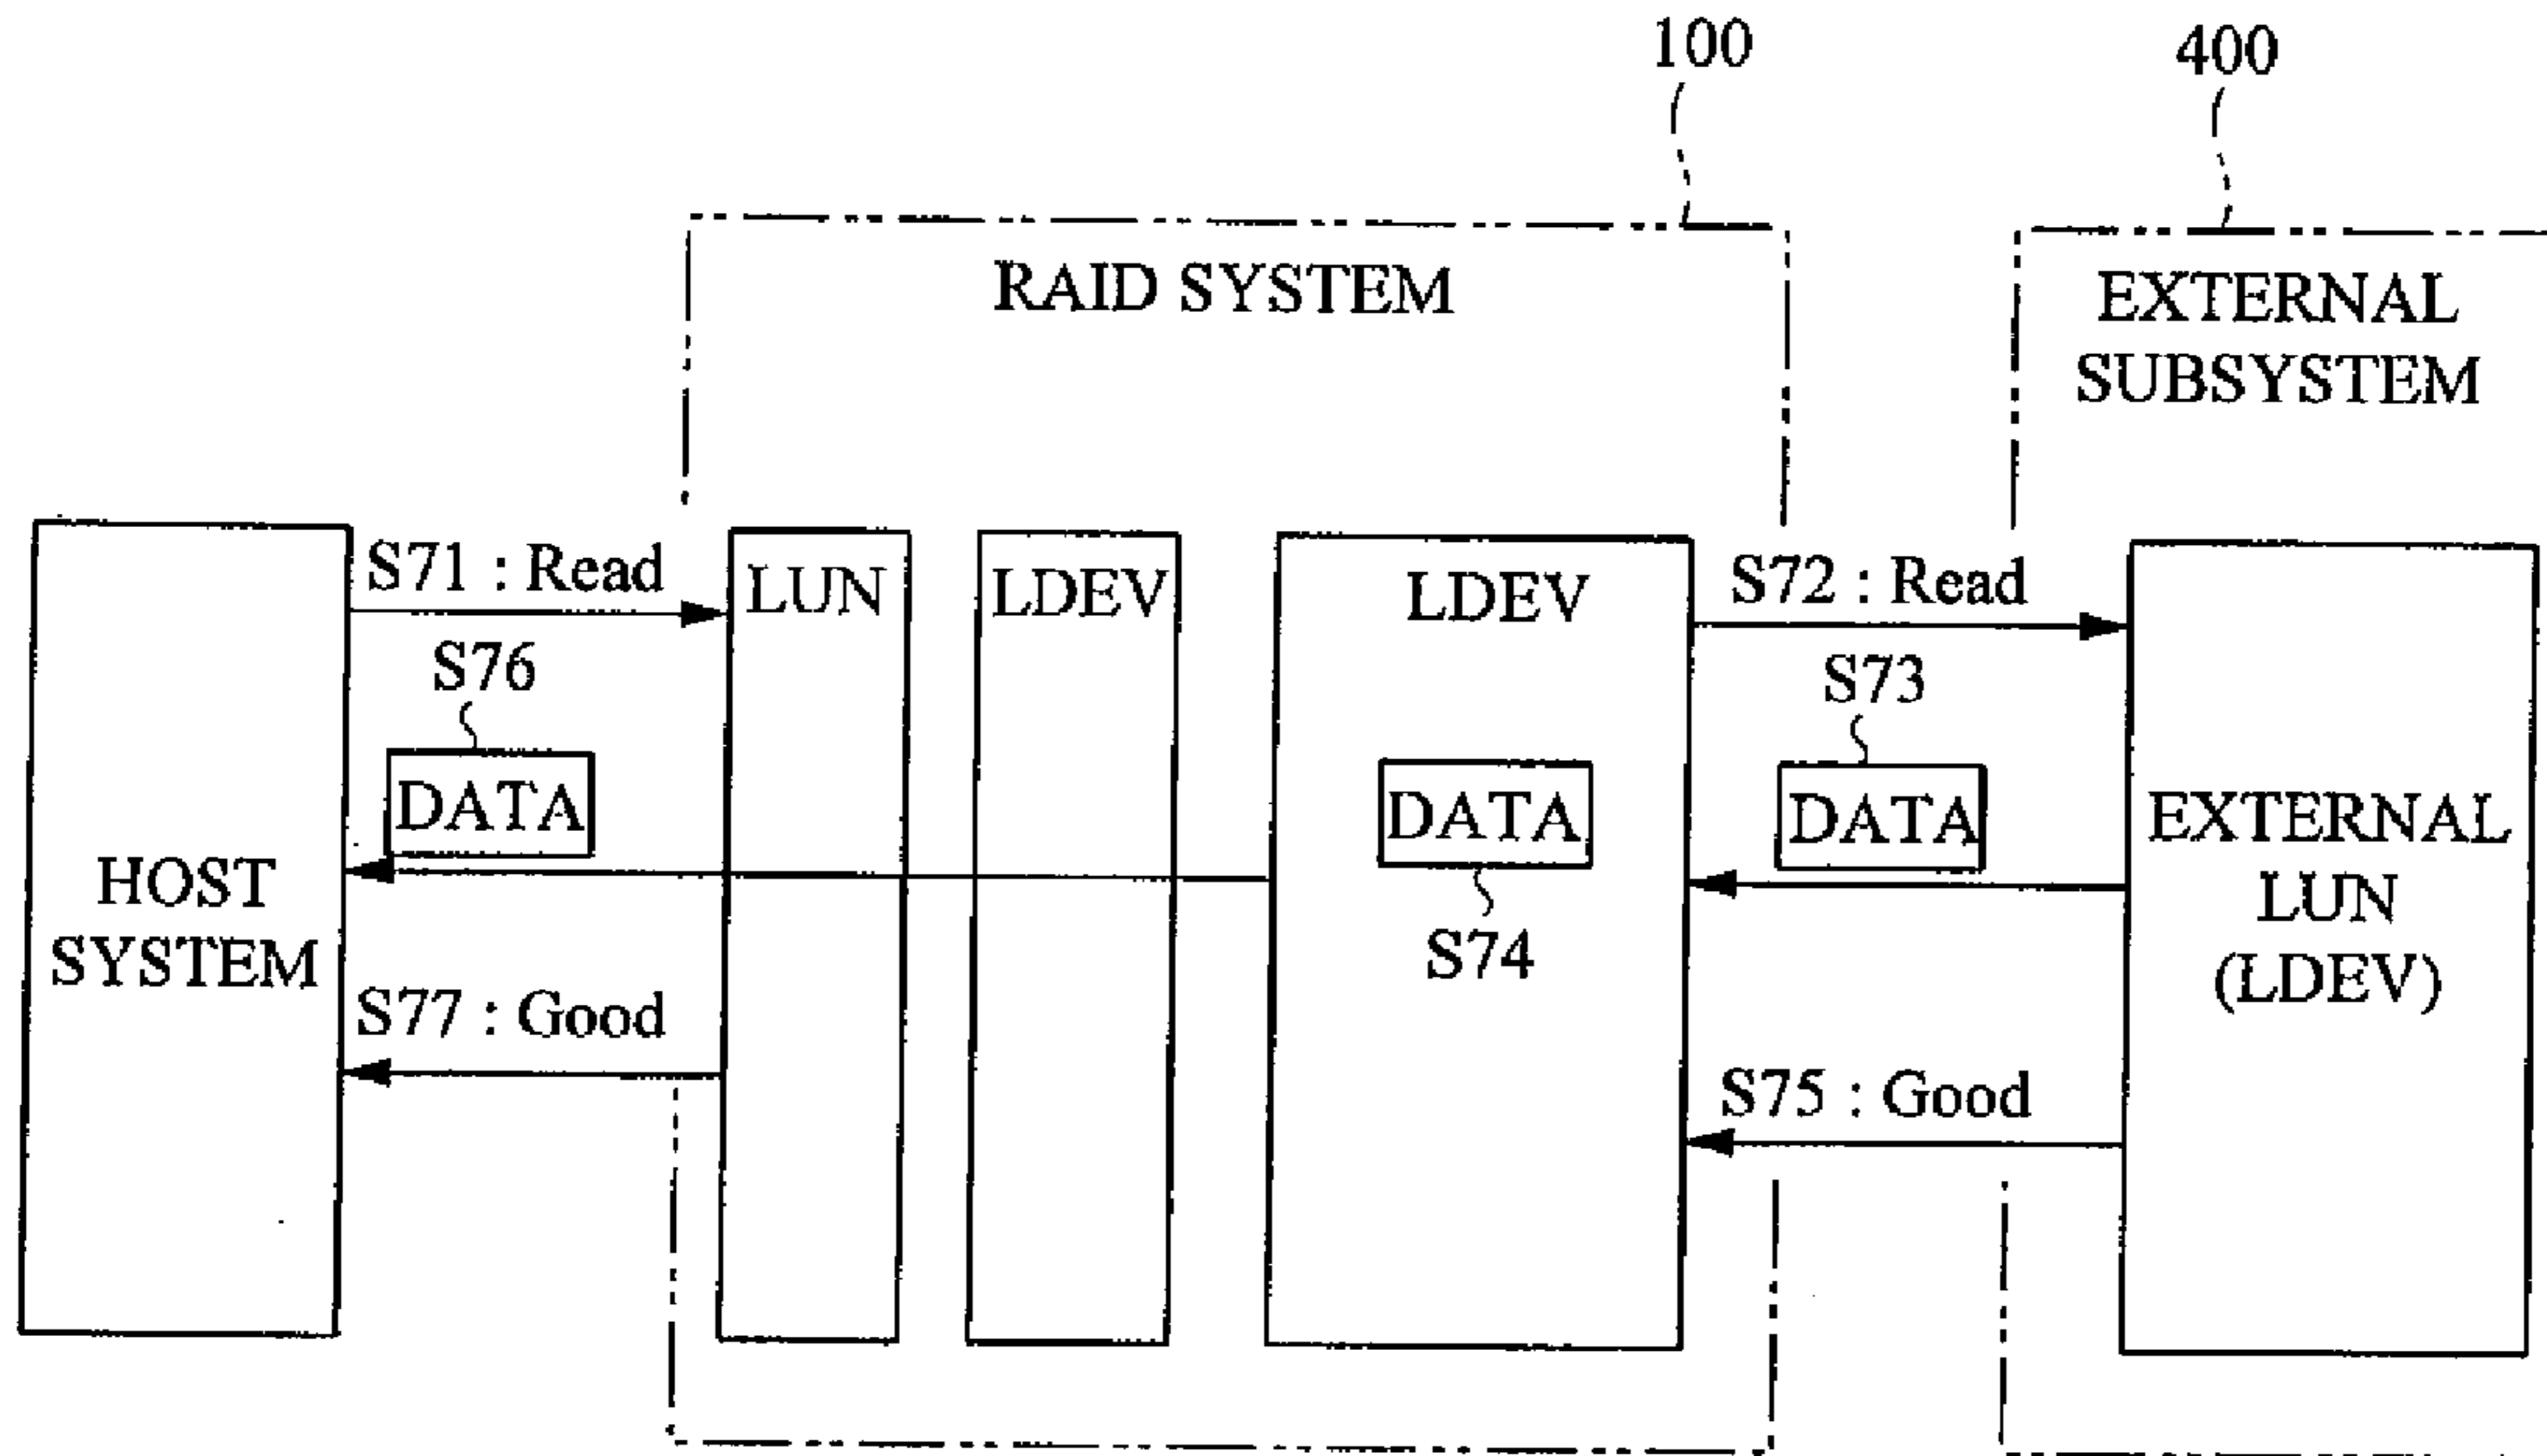 100
400
RAID SYSTEM
EXTERNAL
SUBSYSTEM
S71 : Read
LUN
LDEV
LDEV
S72 : Read
S76
S73
DATA
DATA
DATA
HOST
SYSTEM
EXTERNAL
LUN
(LDEV)
S74
S77 : Good
S75 : Good